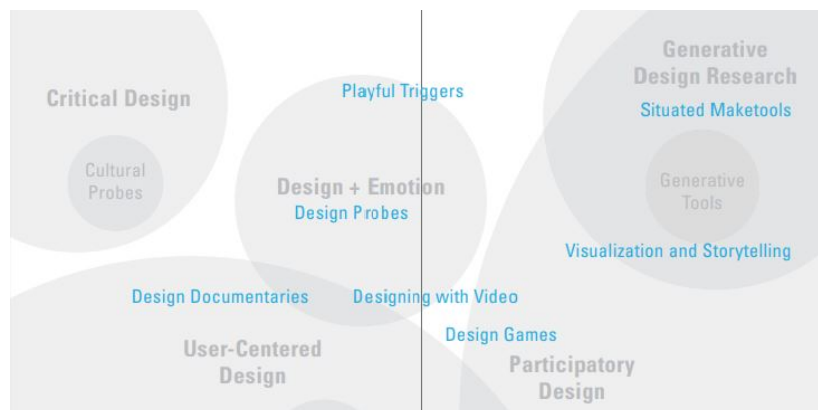 Generative
Design Research
Critical Design
Playful Triggers
Situated Maketools
Cultural
Probes
Design + Emotion
Design Probes
Generative
Tools
Visualization and Storytelling
Design Documentaries
Designing with Video
Design Games
User-Centered
Design
Participatory
Design